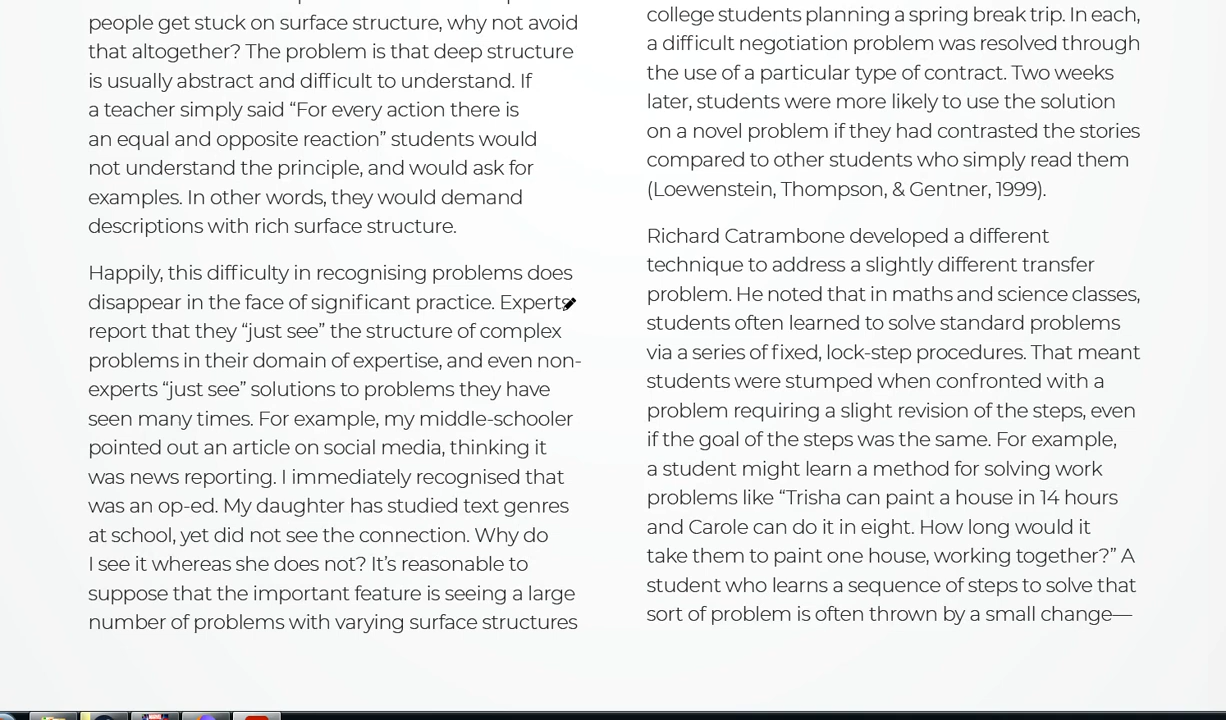 people get stuck on surface structure, why not avoid
that altogether? The problem is that deep structure
is usually abstract and difficult to understand. If
a teacher simply said “For every action there is
an equal and opposite reaction” students would
not understand the principle, and would ask for
examples. In other words, they would demand
descriptions with rich surface structure.
Happily, this difficulty in recognising problems does
disappear in the face of significant practice. Experts
report that they “just see” the structure of complex
problems in their domain of expertise, and even non-
experts “just see” solutions to problems they have
seen many times. For example, my middle-schooler
pointed out an article on social media, thinking it
was news reporting. I immediately recognised that
was an op-ed. My daughter has studied text genres
at school, yet did not see the connection. Why do
I see it whereas she does not? It’s reasonable to
suppose that the important feature is seeing a large
number of problems with varying surface structures
college students planning a spring break trip. In each,
a difficult negotiation problem was resolved through
the use of a particular type of contract. Two weeks
later, students were more likely to use the solution
on a novel problem if they had contrasted the stories
compared to other students who simply read them
(Loewenstein, Thompson, & Gentner, 1999).
Richard Catrambone developed a different
technique to address a slightly different transfer
problem. He noted that in maths and science classes,
students often learned to solve standard problems
via a series of fixed, lock-step procedures. That meant
students were stumped when confronted with a
problem requiring a slight revision of the steps, even
if the goal of the steps was the same. For example,
a student might learn a method for solving work
problems like “Trisha can paint a house in 14 hours
and Carole can do it in eight. How long would it
take them to paint one house, working together?” A
student who learns a sequence of steps to solve that
sort of problem is often thrown by a small change—